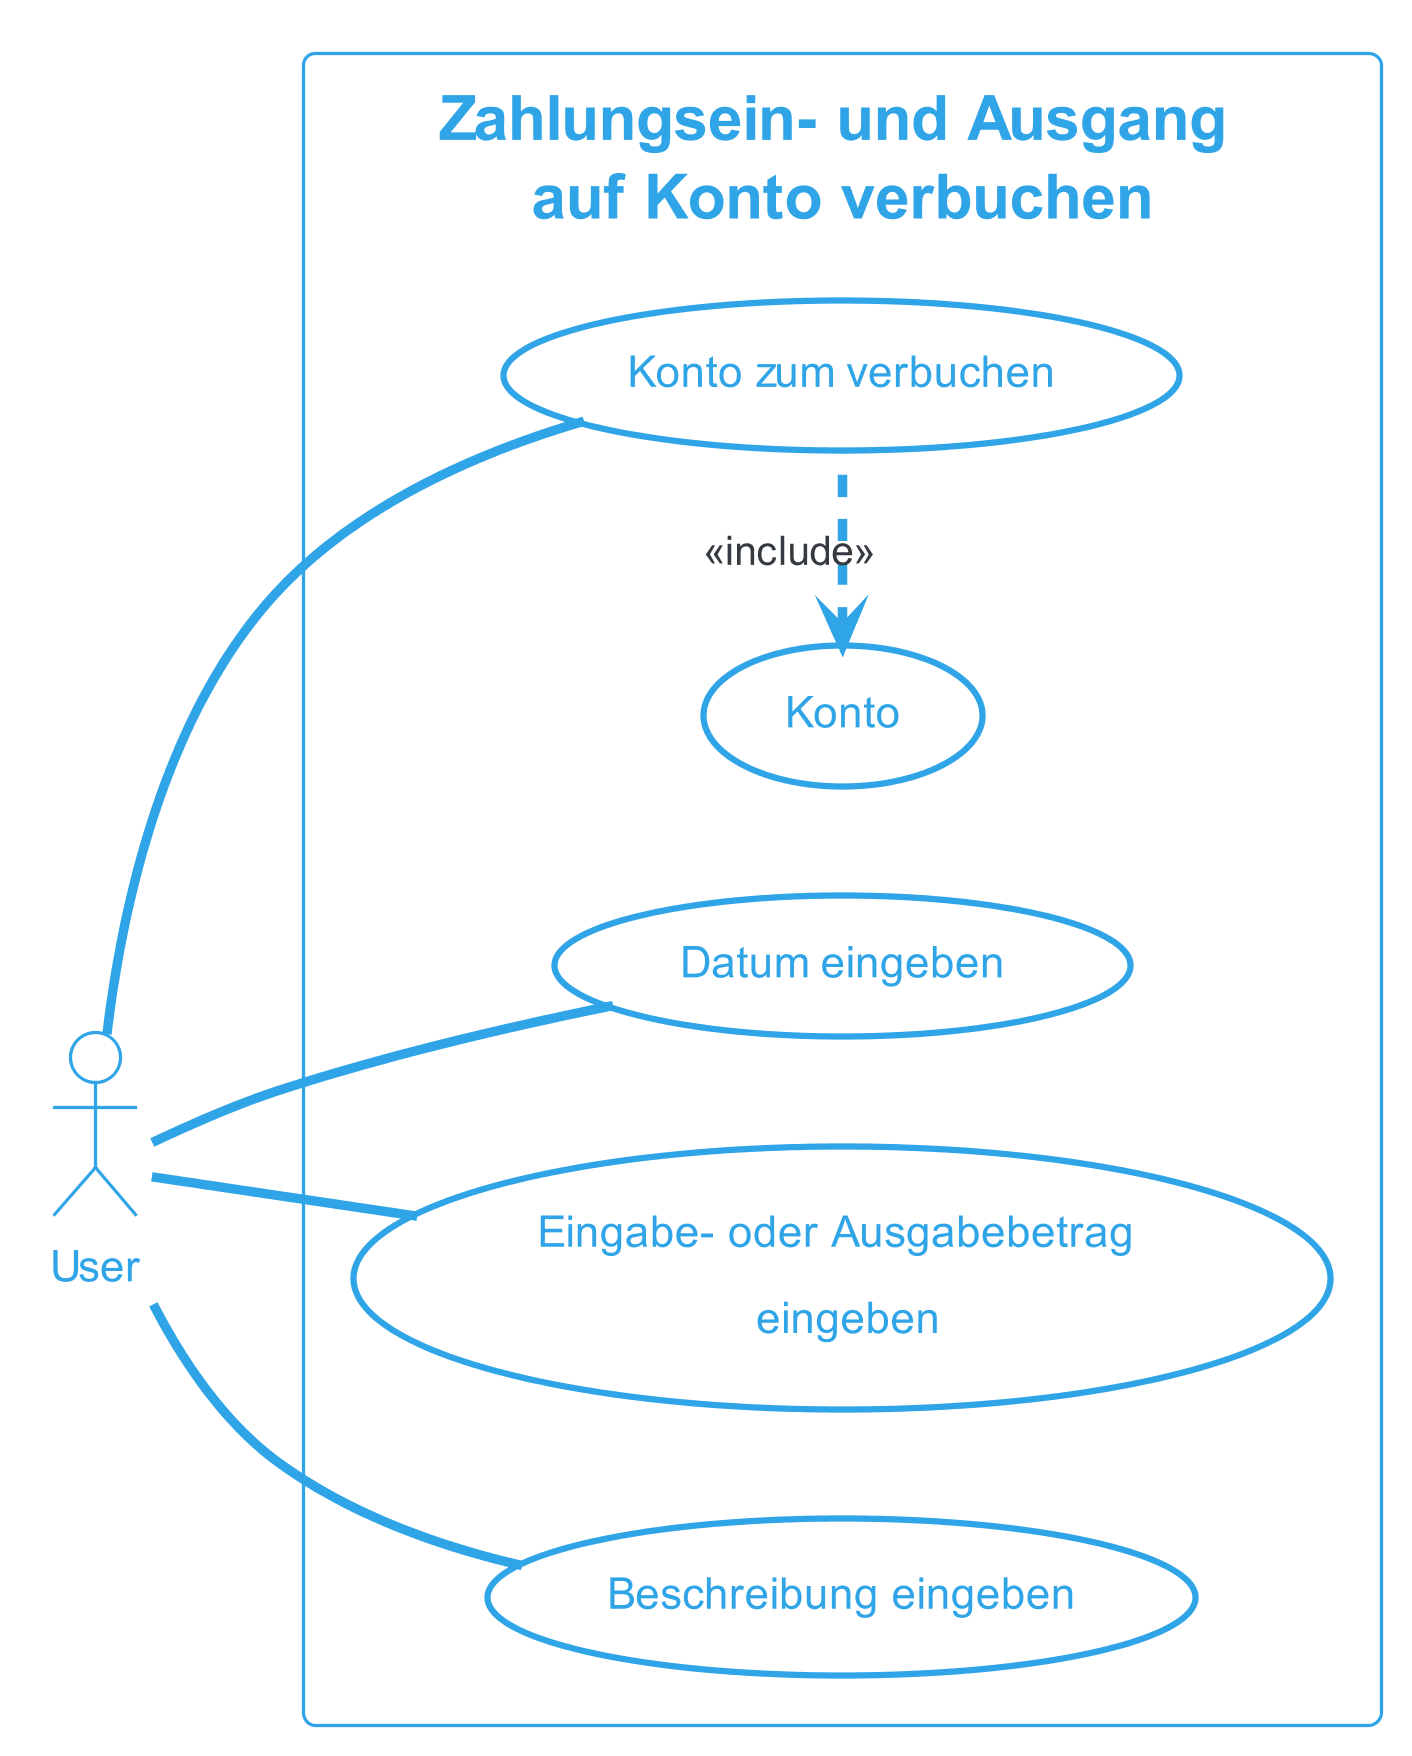 Zahlungsein- und Ausgang
auf Konto verbuchen
Konto zum verbuchen
«include»
Konto
Datum eingeben
Eingabe- oder Ausgabebetrag
eingeben
User
Beschreibung eingeben